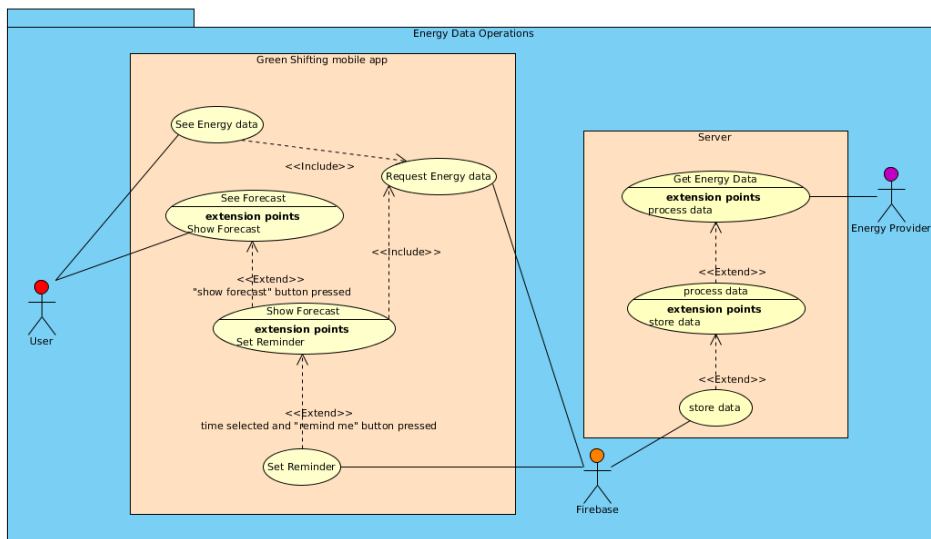 Energy Data Operations
Green Shifting mobile app
See Energy data
<<Include>>
Request Energy data
See Forecast
extension points
Show Forecast
<<Include>>
<<Extend>>
"show forecast" button pressed
Show Forecast
extension points
Set Reminder
<<Extend>>
time selected and "remind me" button pressed
Set Reminder
User
Server
Get Energy Data
extension points
process data
<<Extend>>
process data
extension points
store data
<<Extend>>
store data
Energy Provider
Firebase